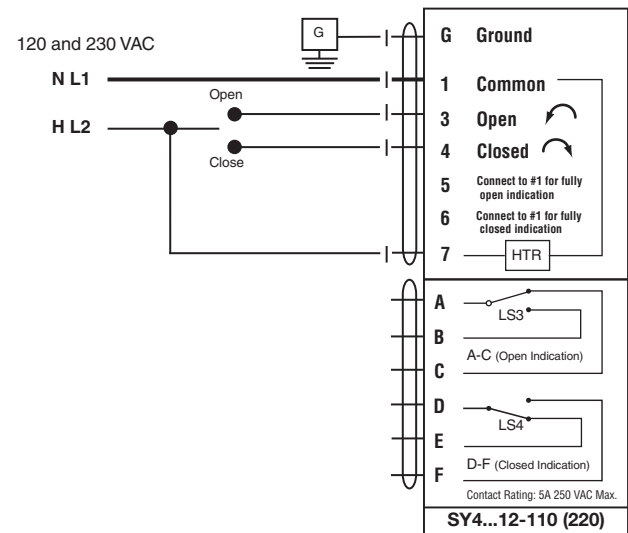 120 and 230 VAC
G
G Ground
N L1
1 Common
Open
3 Open
H L2
4 Closed
Close
5 Connect to #1 for fully
open indication
6 Connect to #1 for fully
closed indication
7 HTR
A
LS3
B
A-C (Open Indication)
C
D
LS4
E
D-F (Closed Indication)
F
Contact Rating: 5A 250 VAC Max.
SY4...12-110 (220)